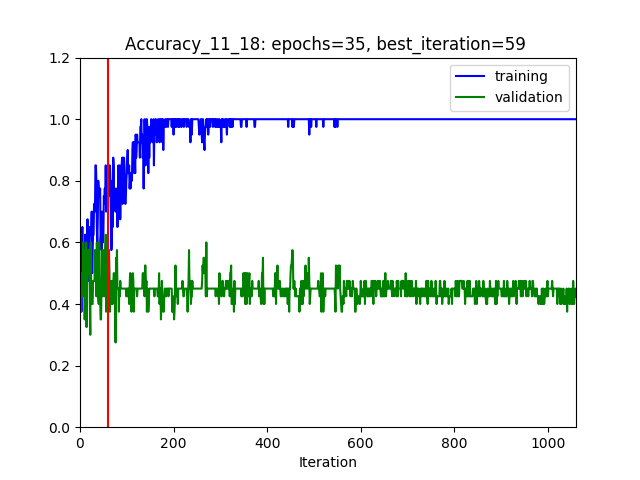 Accuracy_11_18: epochs=35, best_iteration=59
training
validation
1.2
1.0
0.8
0.6
0.4
0.2
0.0
0 200 400 600 800 1000
Iteration